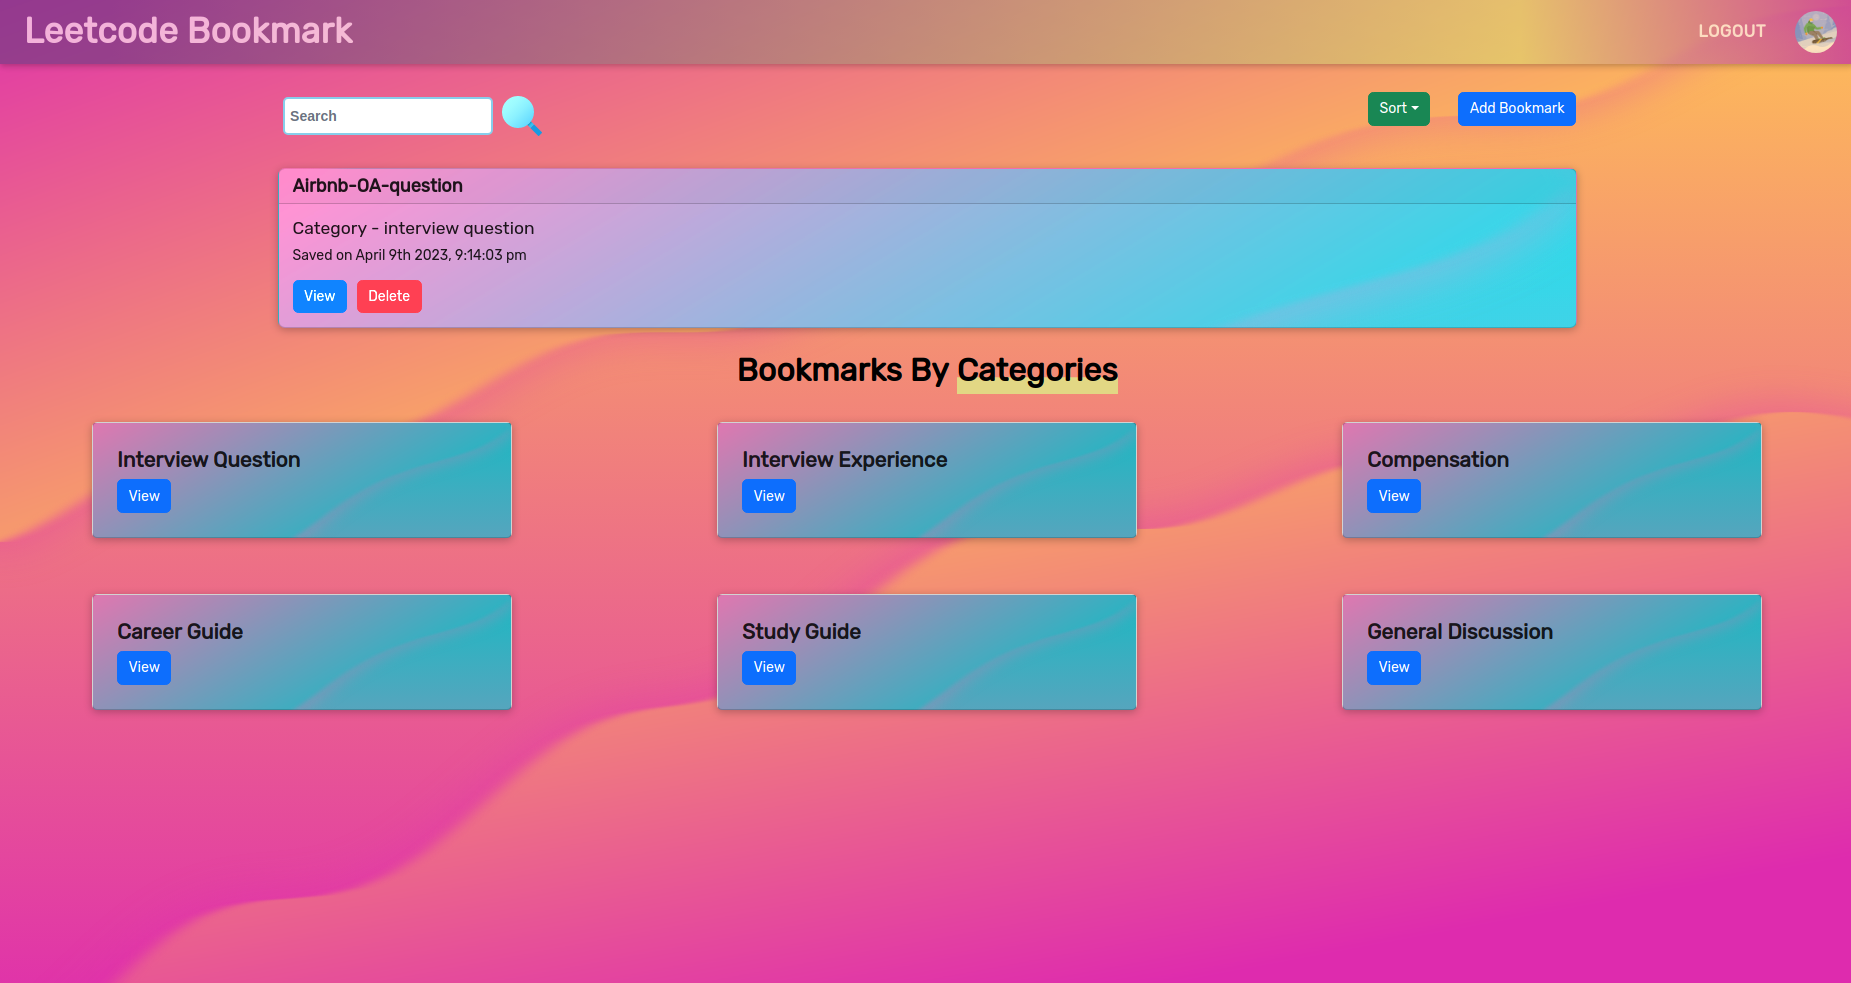 Leetcode Bookmark
LOGOUT
Search
Sort
Add Bookmark
Airbnb-OA-question
Category - interview question
Saved on April 9th 2023, 9:14:03 pm
View
Delete
Bookmarks By Categories
Interview Question
View
Interview Experience
View
Compensation
View
Career Guide
View
Study Guide
View
General Discussion
View